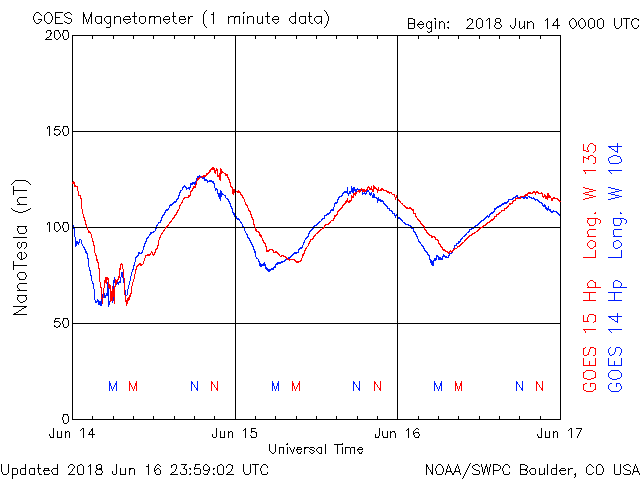 GOES Magnetometer (1 minute data)
Begin: 2018 Jun 14 0000 UTC
200
150
100
50
0
NanoTesla (nT)
M M N N M M N N M M N N
Jun 14 Jun 15 Jun 16 Jun 17
Universal Time
GOES 15 Hp Long. W 135
GOES 14 Hp Long. W 104
Updated 2018 Jun 16 23:59:02 UTC
NOAA/SWPC Boulder, CO USA